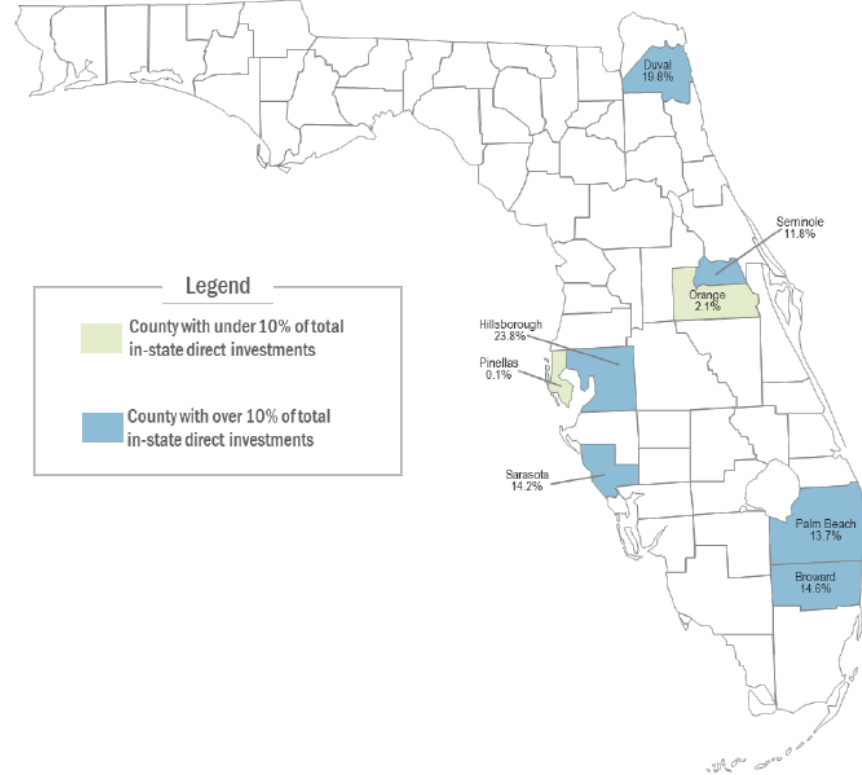 Duval
19.8%
Seminole
11.8%
Orange
2.1%
Legend
County with under 10% of total
in-state direct investments
County with over 10% of total
in-state direct investments
Hillsborough
23.8%
Pinellas
0.1%
Sarasota
14.2%
Palm Beach
13.7%
Broward
14.6%